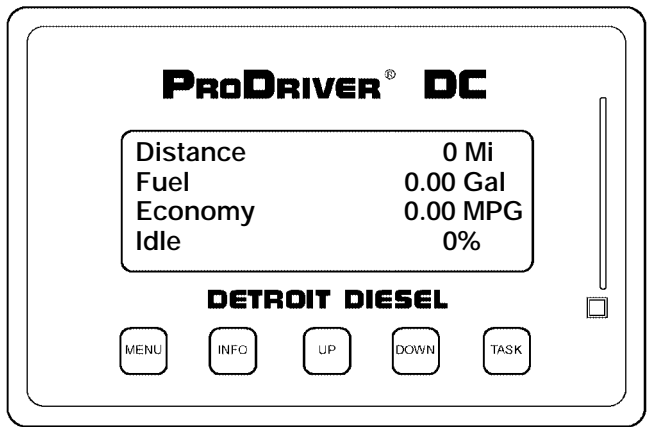 PRODRIVER® DC
Distance 0 Mi
Fuel 0.00 Gal
Economy 0.00 MPG
Idle 0%
DETROIT DIESEL
MENU INFO UP DOWN TASK